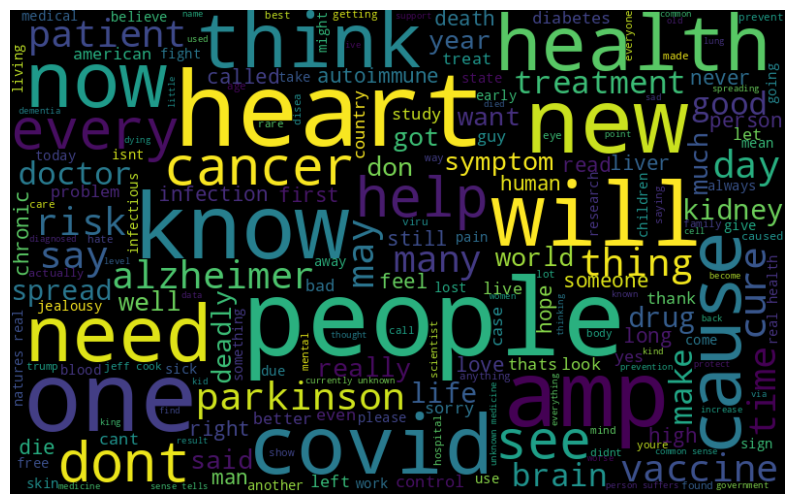 medical believe
think
death
getting
best
support
name
diabetes
everyone
common
prevent
patient
used
might
year
health
american fight
treat
old
lung
made
living
now
called
take
autoimmune
state
never
going
spreading
little
treatment
dementia
heart
age
disea
early
new
sad
every
dying
rare
country
study
want
died
eye
point
good
person
let
mean
today
isnt
got
guy
way
much
doctor
cancer
don
symptom
read
liver
day
always
problem
infection
first
human
research
children
saying
care
infectious
know
help
will
family
kidney
chronic
risk
diagnosed
hate
viru
still
pain
cell
give
caused
say
level
actually
may
many
world
thing
become
alzheimer
away
someone
cause
cure
spread
well
bad
feel
lost
live
lot
hope
thank
real health
jealousy
deadly
something
data
people
women
case
body
drug
known
back
long
time
natures real
need
thought
call
thinking
trump
jeff cook
mental
really
scientist
love
thats
look
yes
kind
come
blood
sick
due
anything
prevention
protect
via
kid
currently unknown
one
find
parkinson
life
sorry
amp
make
everything
king
better
even
please
hospital
unknown medicine
mind
youre
increase
die
cant
result
right
covid
see
didnt
high
sign
free
dont
said
show
brain
vaccine
man
another
left
work
control
use
common sense
found
skin
medicine
sense tells
person suffers
government